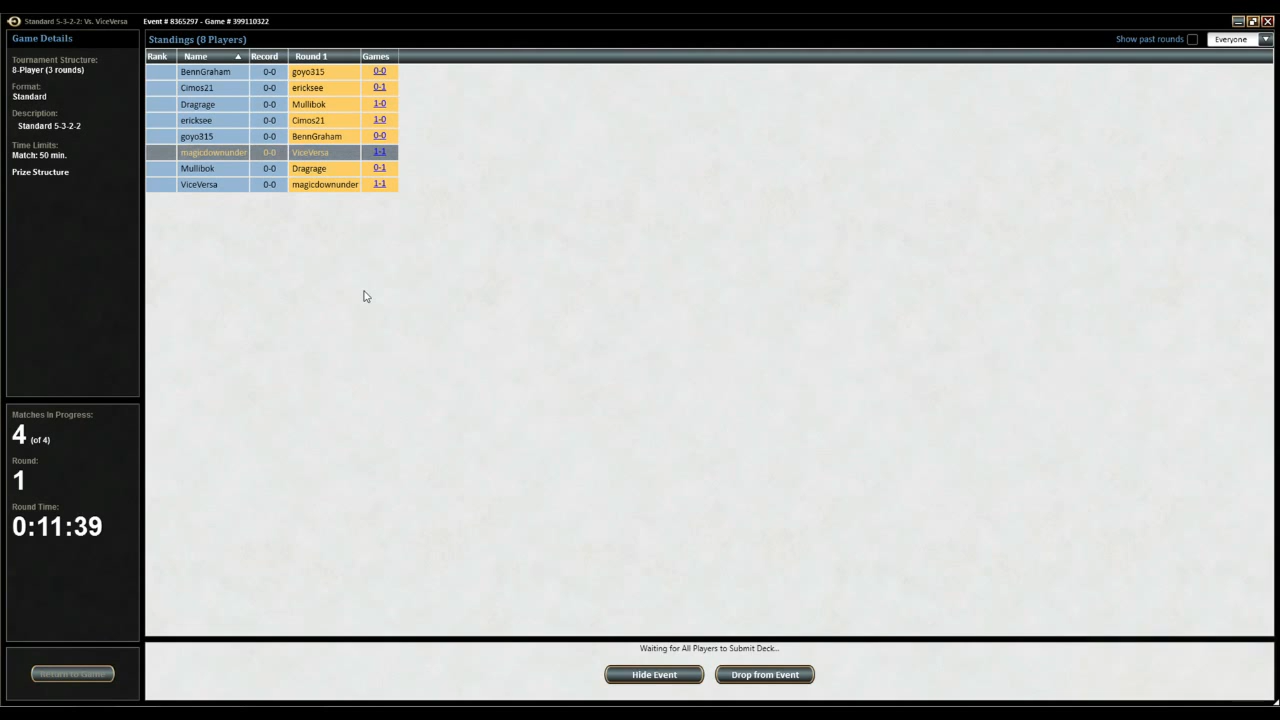 Standard 5-3-2-2: Vs. ViceVersa Event # 8365297 - Game # 399110322
Game Details
Tournament Structure:
8-Player (3 rounds)
Format:
Standard
Description:
Standard 5-3-2-2
Time Limits:
Match: 50 min.
Prize Structure
Matches In Progress:
4 (of 4)
Round:
1
Round Time:
0:11:39
Return to Game
Standings (8 Players) Show past rounds Everyone
Rank Name Record Round 1 Games
BennGraham 0-0 goyo315 0-0
Cimos21 0-0 ericksee 0-1
Dragrage 0-0 Mullibok 1-0
ericksee 0-0 Cimos21 1-0
goyo315 0-0 BennGraham 0-0
magicdownunder 0-0 ViceVersa 1-1
Mullibok 0-0 Dragrage 0-1
ViceVersa 0-0 magicdownunder 1-1
Waiting for All Players to Submit Deck...
Hide Event Drop from Event